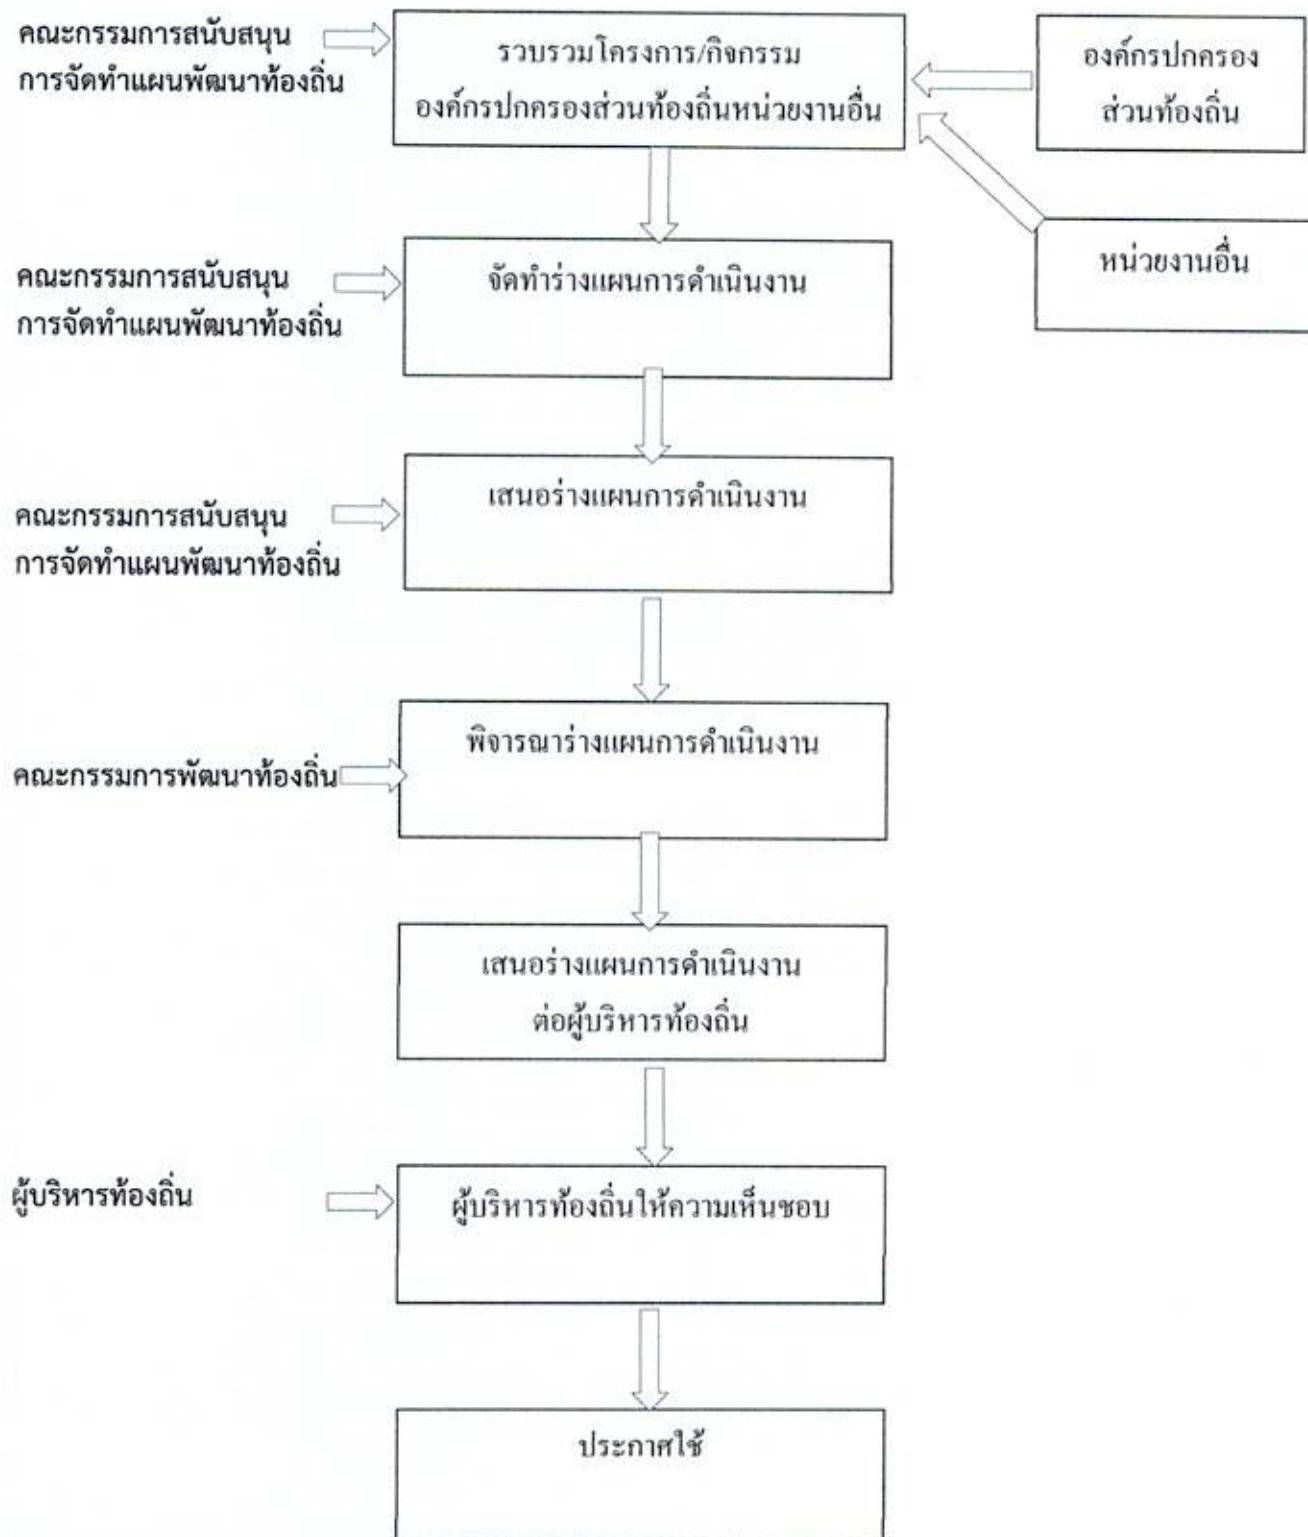 คณะกรรมการสนับสนุน
การจัดทำแผนพัฒนาท้องถิ่น
รวบรวมโครงการ/กิจกรรม
องค์กรปกครองส่วนท้องถิ่นหน่วยงานอื่น
องค์กรปกครอง
ส่วนท้องถิ่น
หน่วยงานอื่น
คณะกรรมการสนับสนุน
การจัดทำแผนพัฒนาท้องถิ่น
จัดทำร่างแผนการดำเนินงาน
คณะกรรมการสนับสนุน
การจัดทำแผนพัฒนาท้องถิ่น
เสนอร่างแผนการดำเนินงาน
คณะกรรมการพัฒนาท้องถิ่น
พิจารณาร่างแผนการดำเนินงาน
เสนอร่างแผนการดำเนินงาน
ต่อผู้บริหารท้องถิ่น
ผู้บริหารท้องถิ่น
ผู้บริหารท้องถิ่นให้ความเห็นชอบ
ประกาศใช้